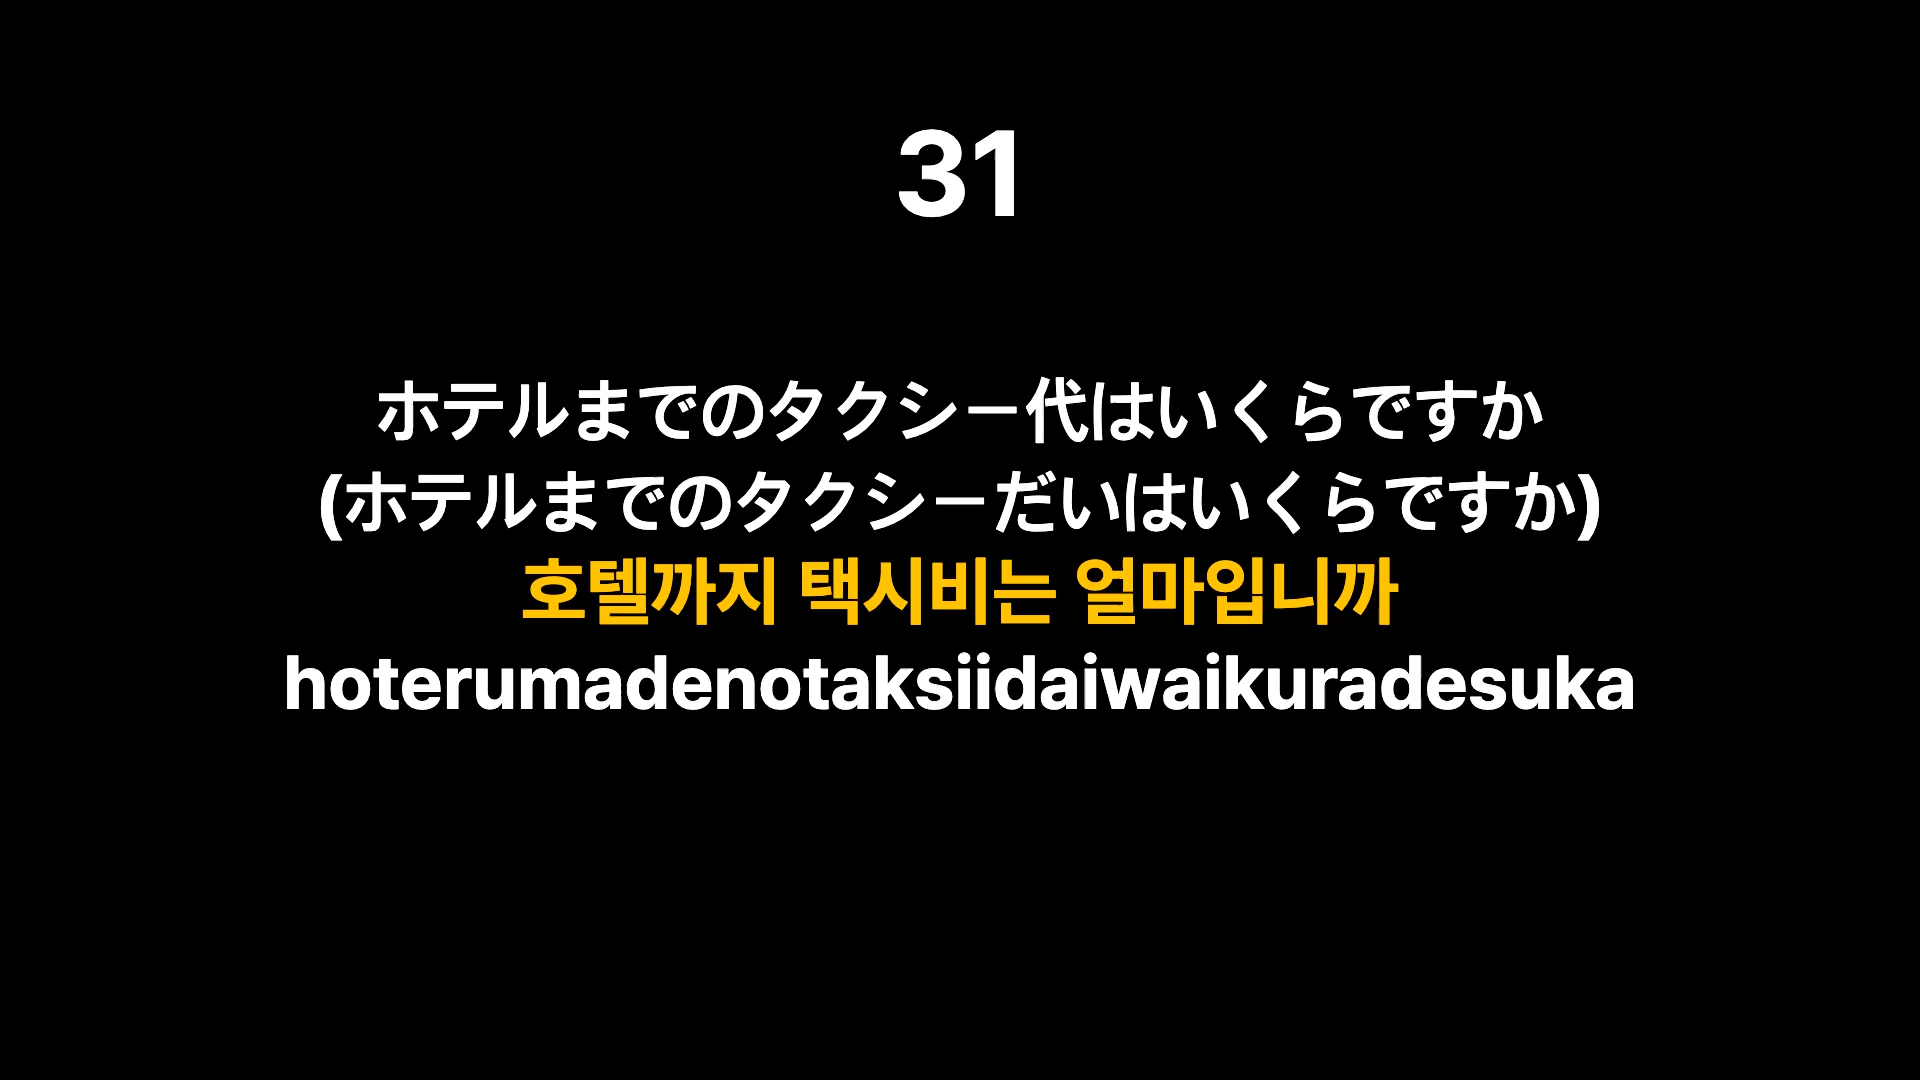 31
ホテルまでのタクシー代はいくらですか
(ホテルまでのタクシーだいはいくらですか)
호텔까지 택시비는 얼마입니까
hoterumadenotaksiidaiwaikuradesuka